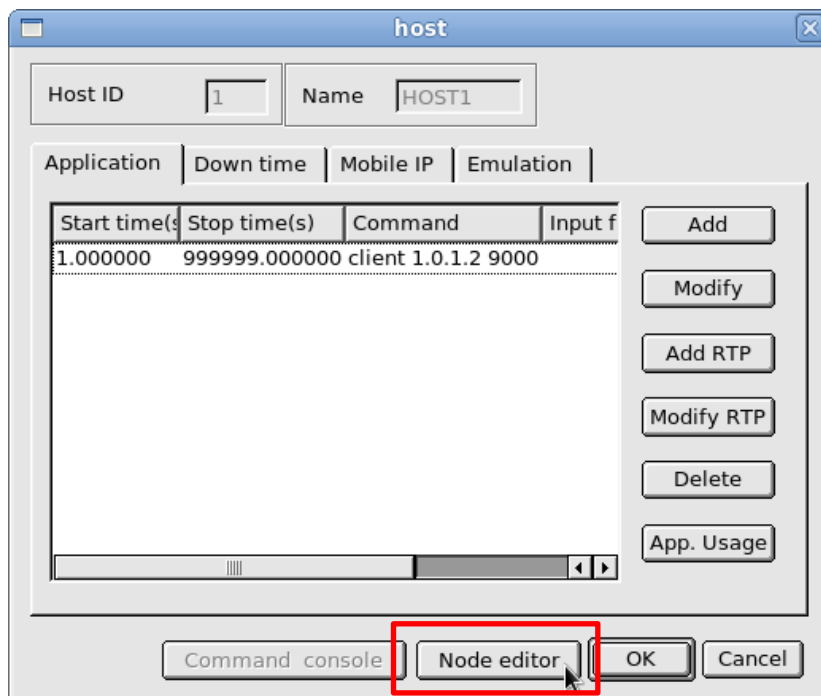 host
Host ID 1 Name HOST1
Application Down time Mobile IP Emulation
Start time(s Stop time(s) Command Input f
1.000000 999999.000000 client 1.0.1.2 9000
Add
Modify
Add RTP
Modify RTP
Delete
App. Usage
Command console Node editor OK Cancel